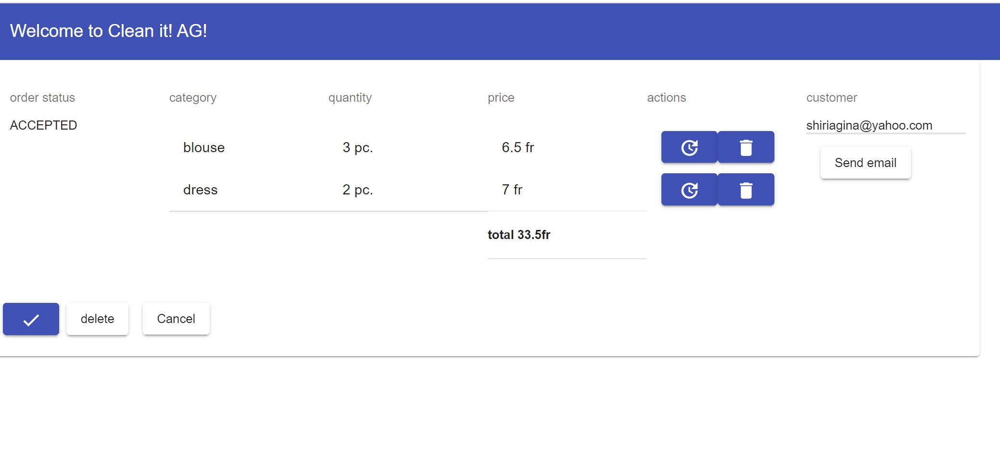 Welcome to Clean it! AG!
order status category quantity price actions customer
ACCEPTED shiriagina@yahoo.com
blouse 3 pc. 6.5 fr
Send email
dress 2 pc. 7 fr
total 33.5fr
delete Cancel